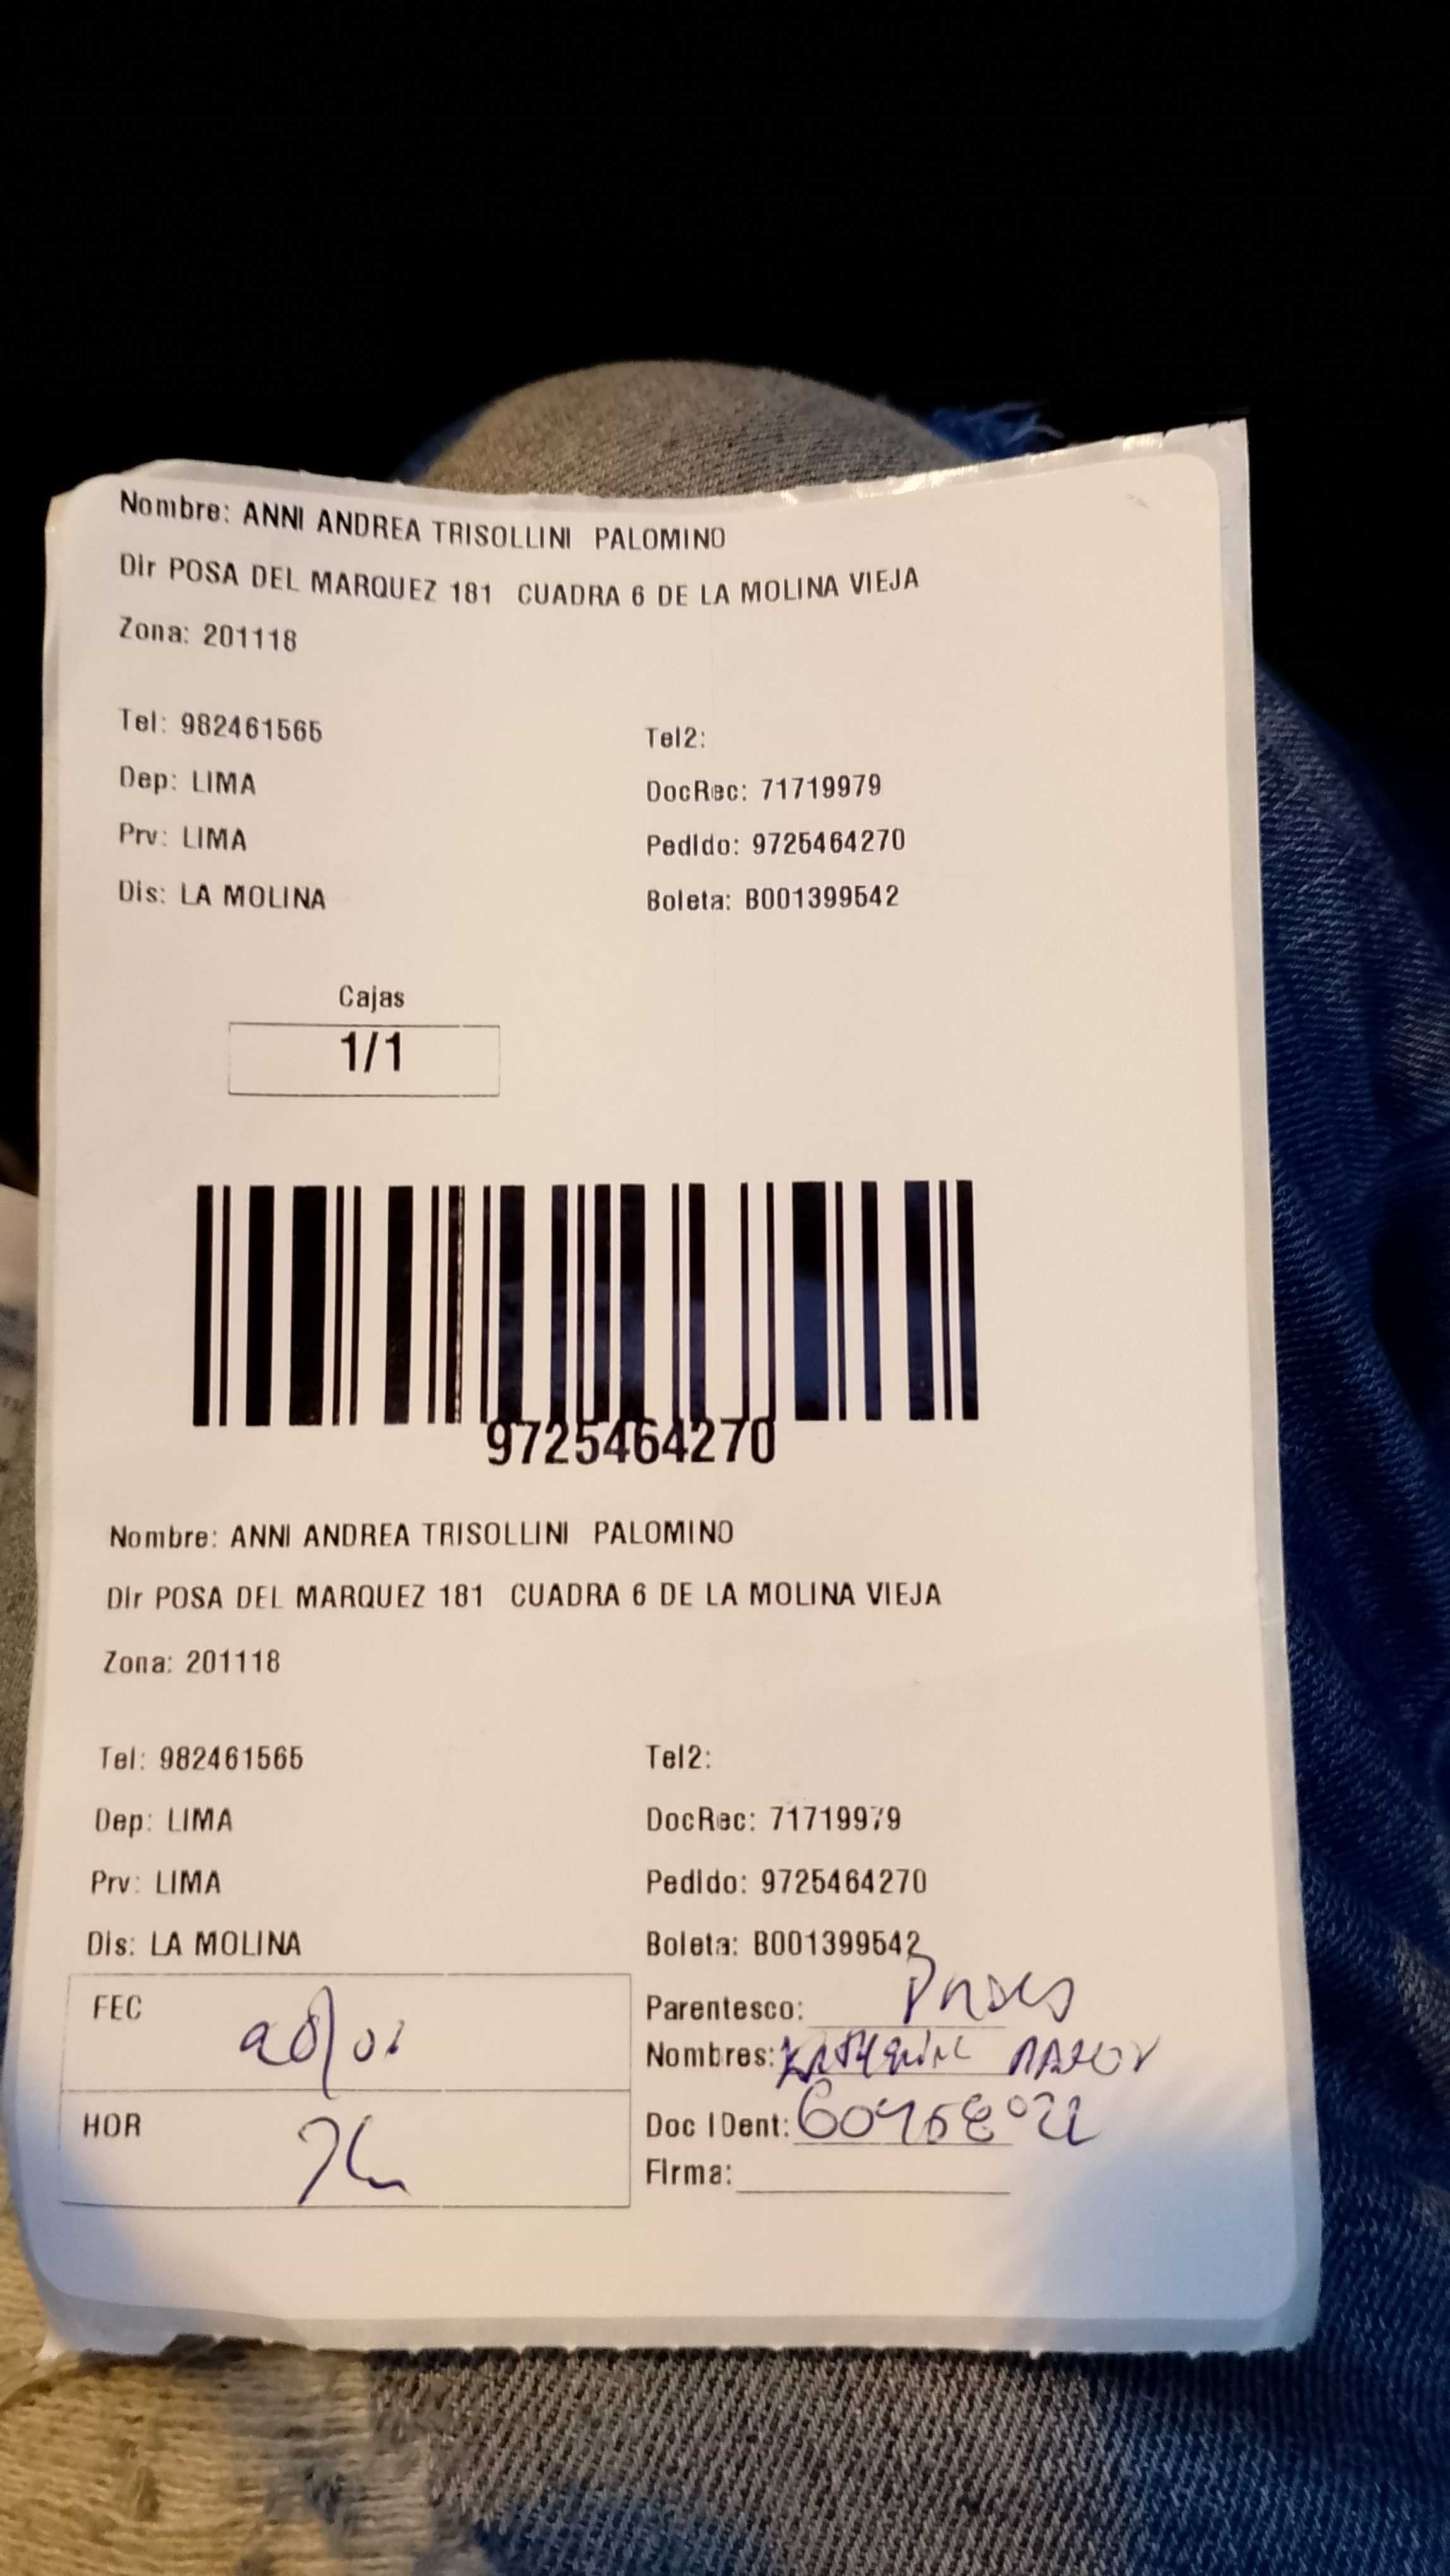 Nombre: ANNI ANDREA TRISOLLINI PALOMINO
Dir POSA DEL MARQUEZ 181 CUADRA 6 DE LA MOLINA VIEJA
Zona: 201118
Tel: 982461565 Tel2:
Dep: LIMA DocRec: 71719979
Prv: LIMA Pedido: 9725464270
Dis: LA MOLINA Boleta: B001399542
Cajas
1/1
9725464270
Nombre: ANNI ANDREA TRISOLLINI PALOMINO
Dir POSA DEL MARQUEZ 181 CUADRA 6 DE LA MOLINA VIEJA
Zona: 201118
Tel: 982461565 Tel2:
Dep: LIMA DocRec: 71719979
Prv: LIMA Pedido: 9725464270
Dis: LA MOLINA Boleta: B001399542
FEC Parentesco:
Nombres:
HOR Doc IDent:
Firma: